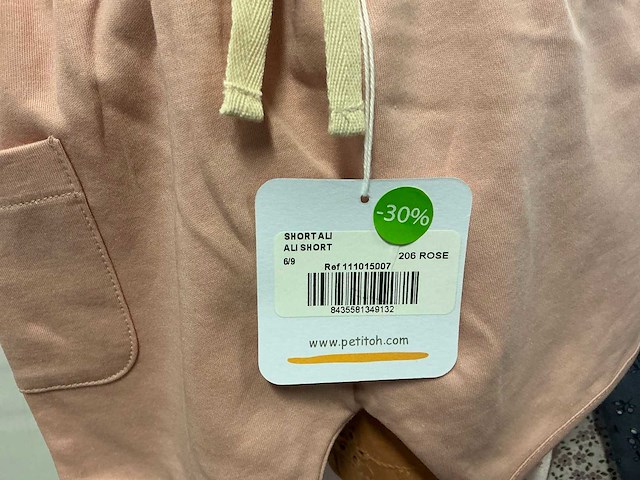 -30%
SHORT ALI
ALI SHORT
6/9
206 ROSE
Ref 111015007
8435581349132
www.petitoh.com